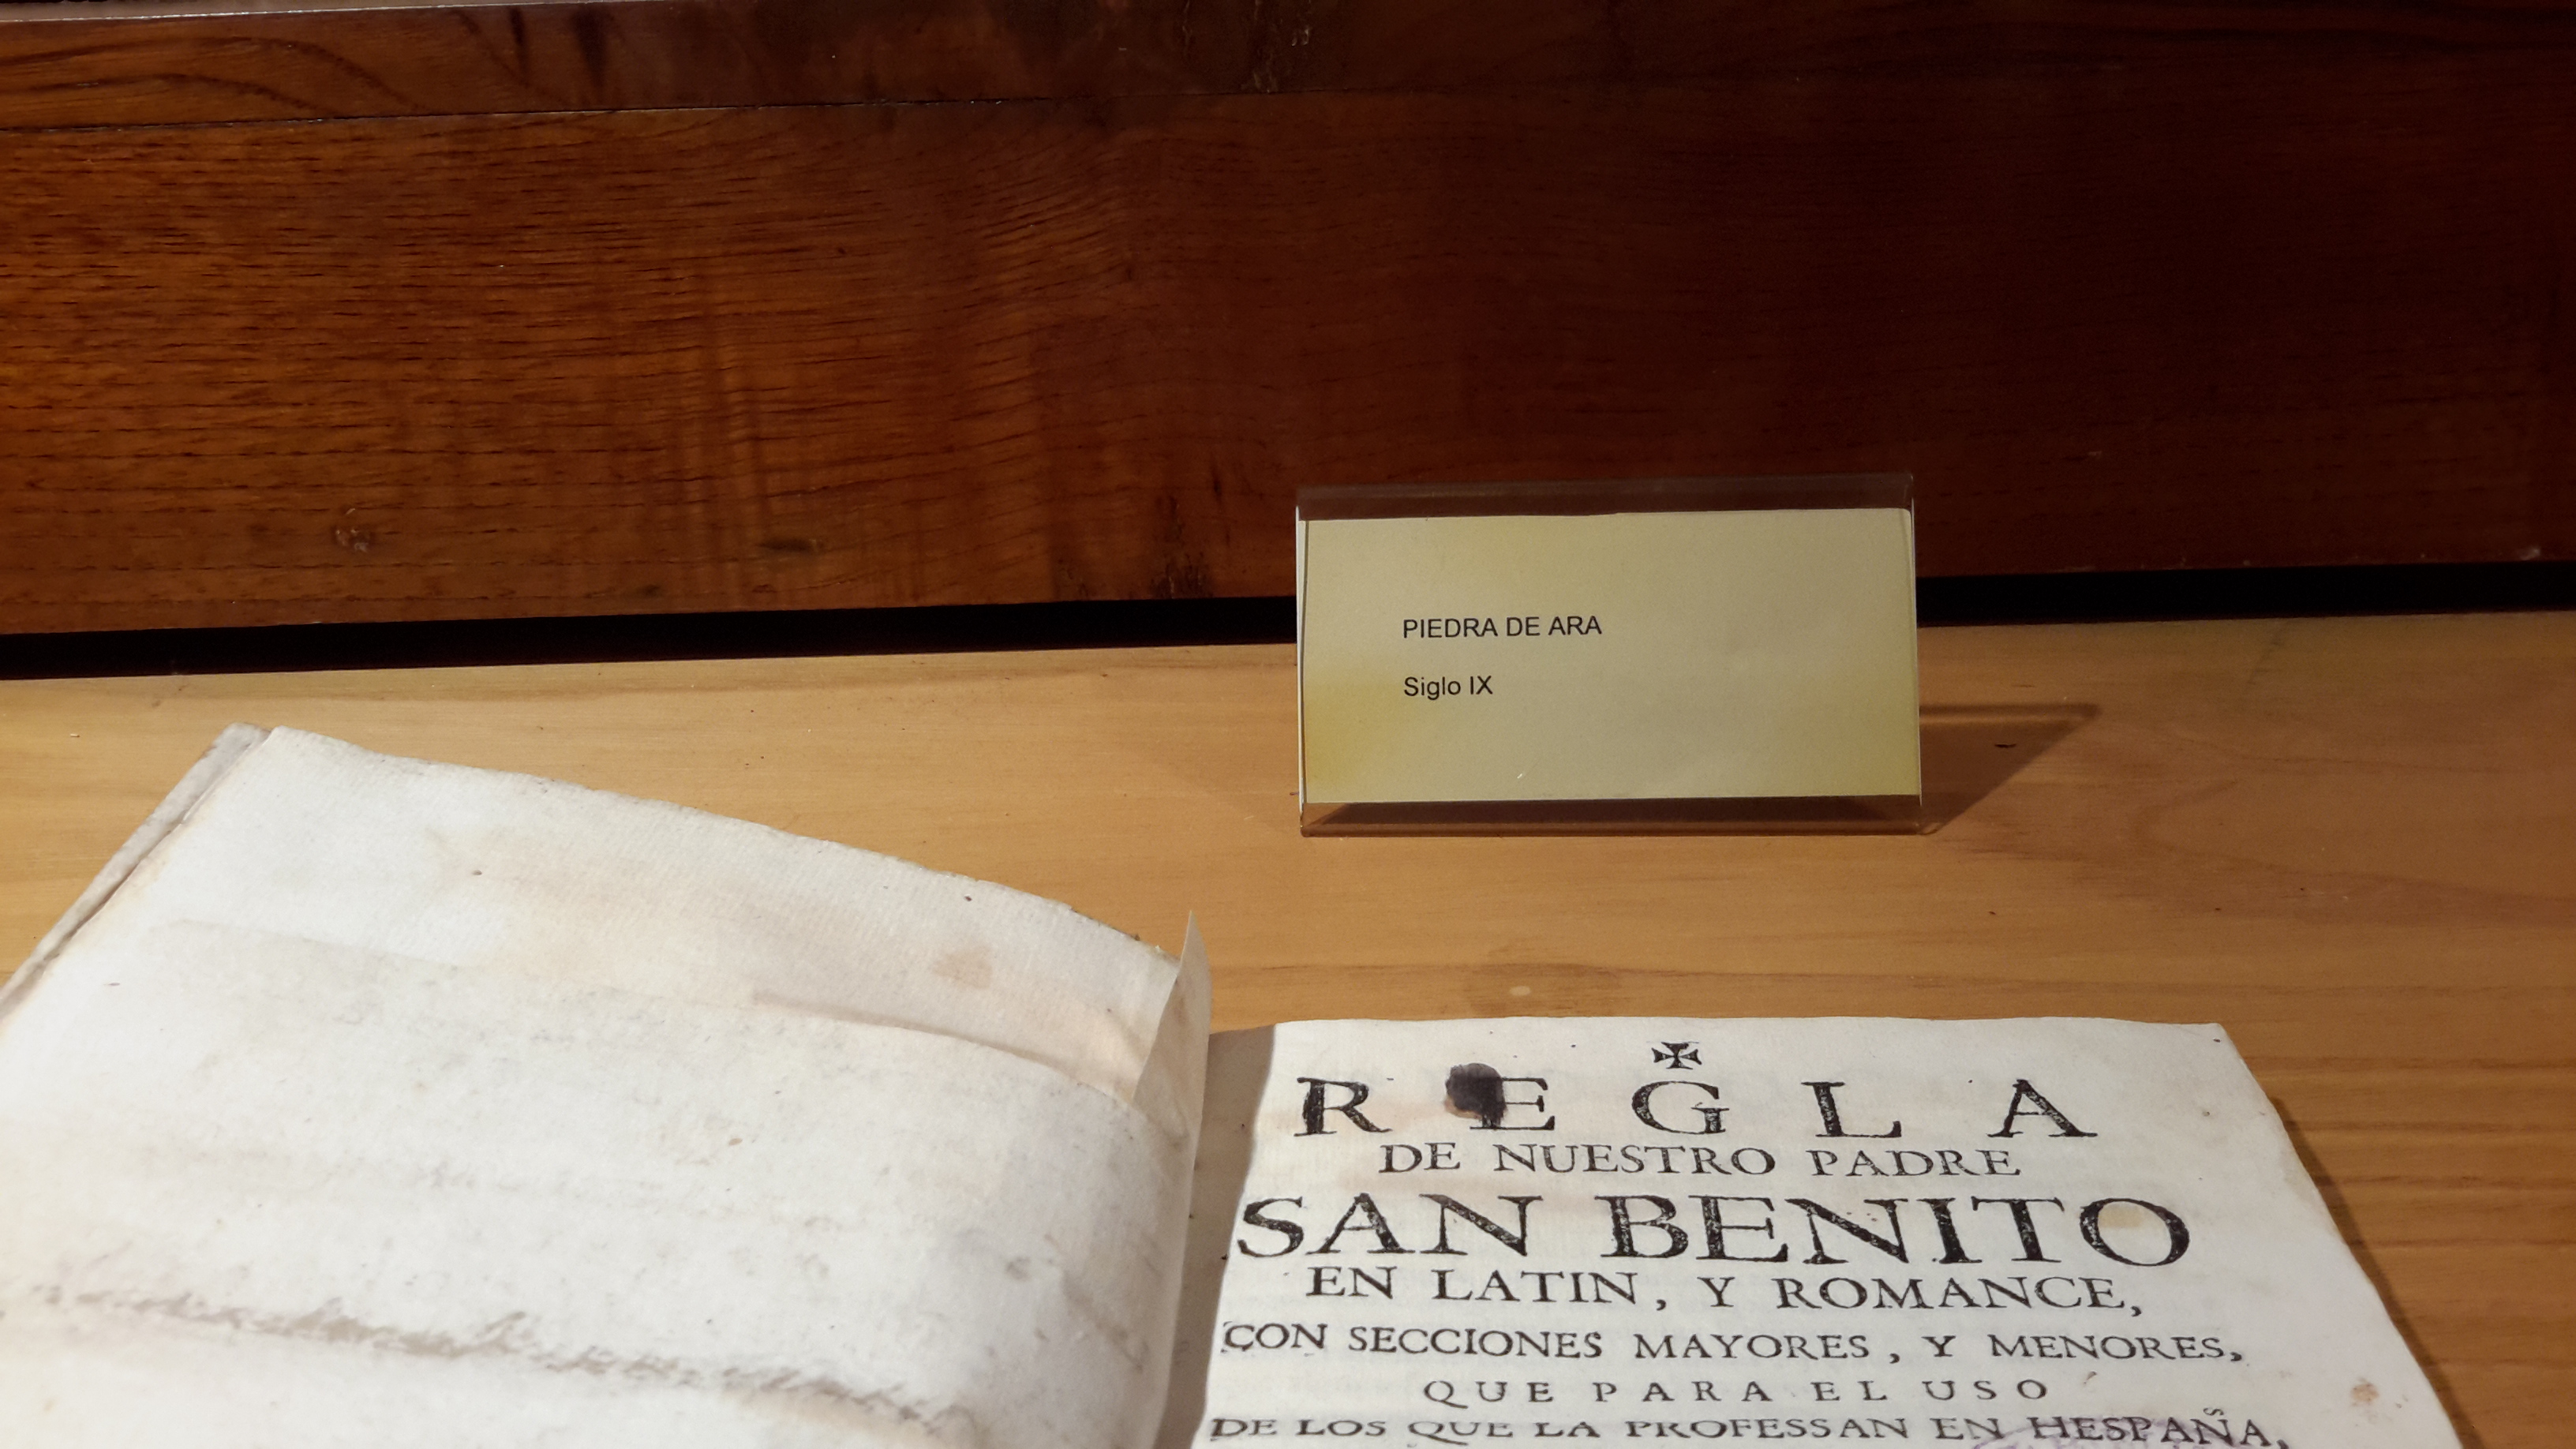 PIEDRA DE ARA
Siglo IX
✠
REGLA
DE NUESTRO PADRE
SAN BENITO
EN LATIN, Y ROMANCE,
CON SECCIONES MAYORES, Y MENORES,
QUE PARA EL USO
DE LOS QUE LA PROFESSAN EN HESPAÑA,